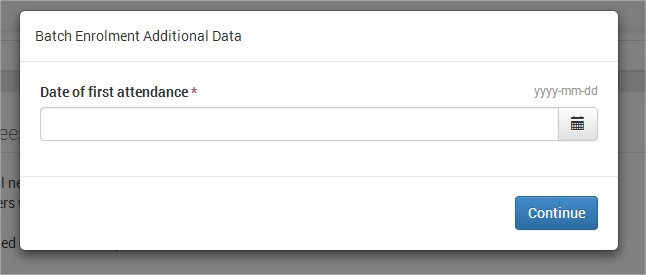 Batch Enrolment Additional Data
Date of first attendance *
yyyy-mm-dd
Continue